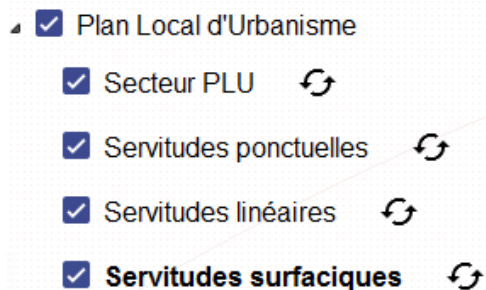 Plan Local d'Urbanisme
Secteur PLU
Servitudes ponctuelles
Servitudes linéaires
Servitudes surfaciques